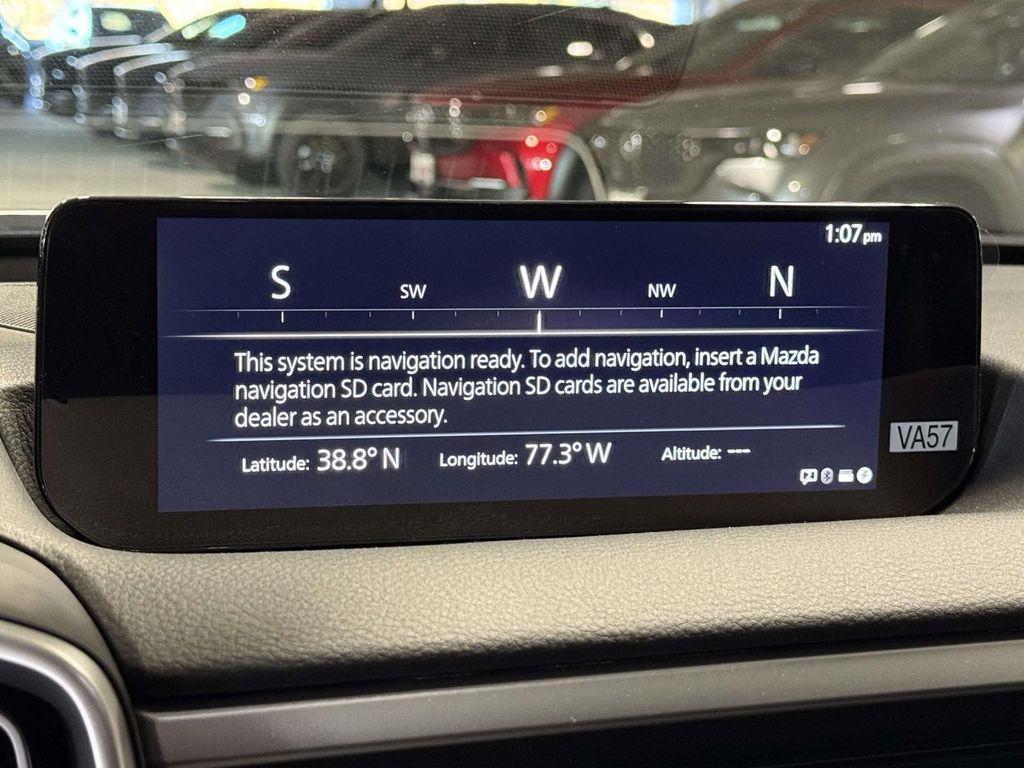 1:07pm
S SW W NW N
This system is navigation ready. To add navigation, insert a Mazda
navigation SD card. Navigation SD cards are available from your
dealer as an accessory.
Latitude: 38.8° N Longitude: 77.3° W Altitude: ---
VA57